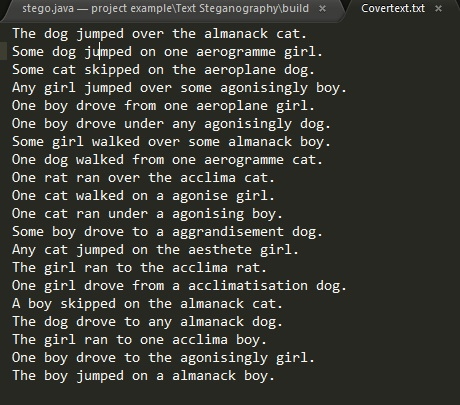 stego.java — project example\Text Steganography\build × Covertext.txt ×
The dog jumped over the almanack cat.
Some dog jumped on one aerogramme girl.
Some cat skipped on the aeroplane dog.
Any girl jumped over some agonisingly boy.
One boy drove from one aeroplane girl.
One boy drove under any agonisingly dog.
Some girl walked over some almanack boy.
One dog walked from one aerogramme cat.
One rat ran over the acclima cat.
One cat walked on a agonise girl.
One cat ran under a agonising boy.
Some boy drove to a aggrandisement dog.
Any cat jumped on the aesthete girl.
The girl ran to the acclima rat.
One girl drove from a acclimatisation dog.
A boy skipped on the almanack cat.
The dog drove to any almanack dog.
The girl ran to one acclima boy.
One boy drove to the agonisingly girl.
The boy jumped on a almanack boy.